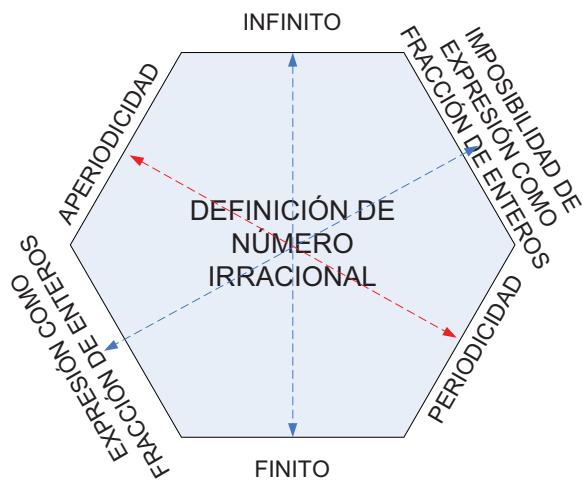 INFINITO
IMPOSIBILIDAD DE
EXPRESIÓN COMO
FRACCIÓN DE ENTEROS
APERIODICIDAD
DEFINICIÓN DE
NÚMERO
IRRACIONAL
EXPRESIÓN COMO
FRACCIÓN DE ENTEROS
PERIODICIDAD
FINITO